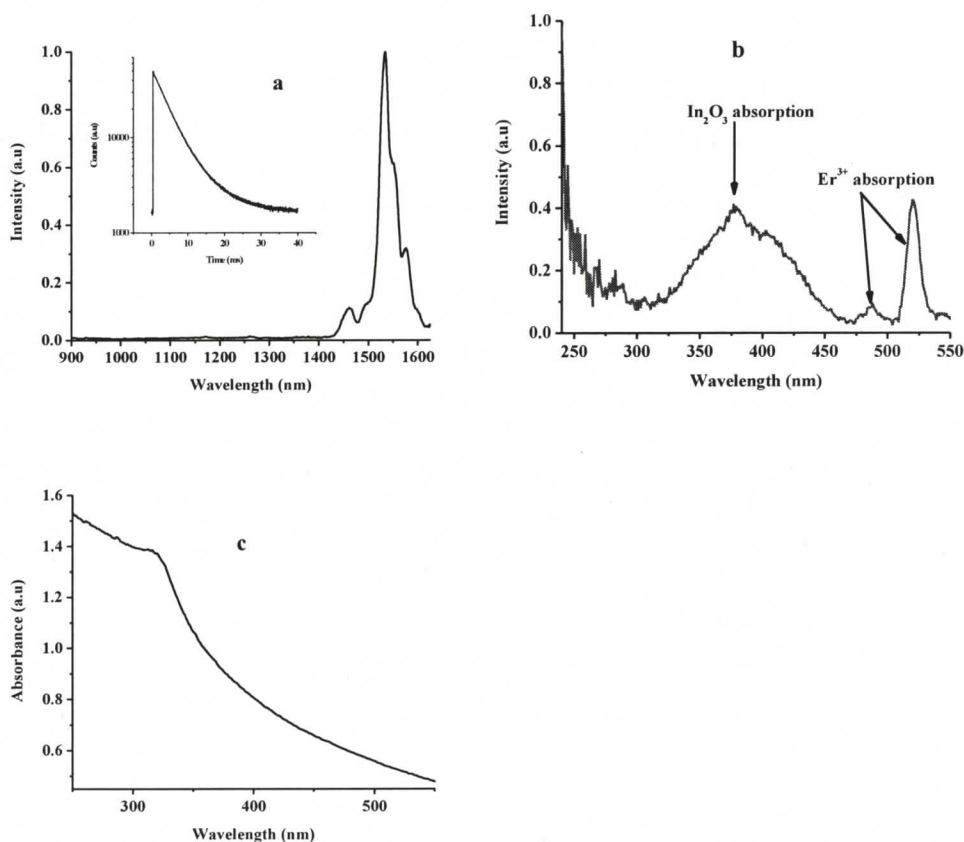 a
1.0
0.8
0.6
0.4
0.2
0.0
Intensity (a.u)
900 1000 1100 1200 1300 1400 1500 1600
Wavelength (nm)
10000
1000
Counts (a.u)
0 10 20 30 40
Time (ms)
b
1.0
0.8
0.6
0.4
0.2
0.0
Intensity (a.u)
In₂O₃ absorption
Er³⁺ absorption
250 300 350 400 450 500 550
Wavelength (nm)
c
1.6
1.4
1.2
1.0
0.8
0.6
Absorbance (a.u)
300 400 500
Wavelength (nm)